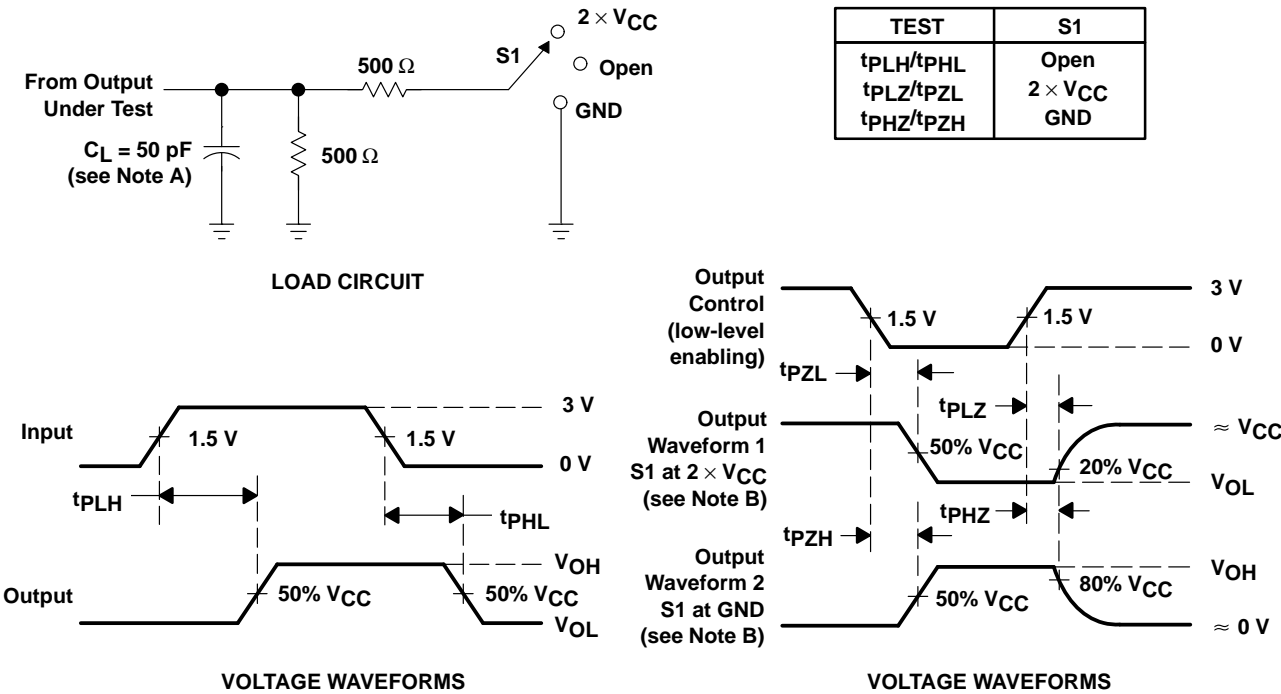 2 × VCC
S1
Open
GND
500 Ω
From Output
Under Test
CL = 50 pF
(see Note A)
500 Ω
LOAD CIRCUIT
TEST S1
tPLH/tPHL Open
tPLZ/tPZL 2 × VCC
tPHZ/tPZH GND
Input
3 V
1.5 V 1.5 V
0 V
tPLH
tPHL
Output
VOH
50% VCC 50% VCC
VOL
VOLTAGE WAVEFORMS
Output
Control
(low-level
enabling)
3 V
1.5 V 1.5 V
0 V
tPZL
tPLZ
Output
Waveform 1
S1 at 2 × VCC
(see Note B)
≈ VCC
50% VCC
20% VCC
VOL
tPZH
tPHZ
Output
Waveform 2
S1 at GND
(see Note B)
VOH
50% VCC
80% VCC
≈ 0 V
VOLTAGE WAVEFORMS